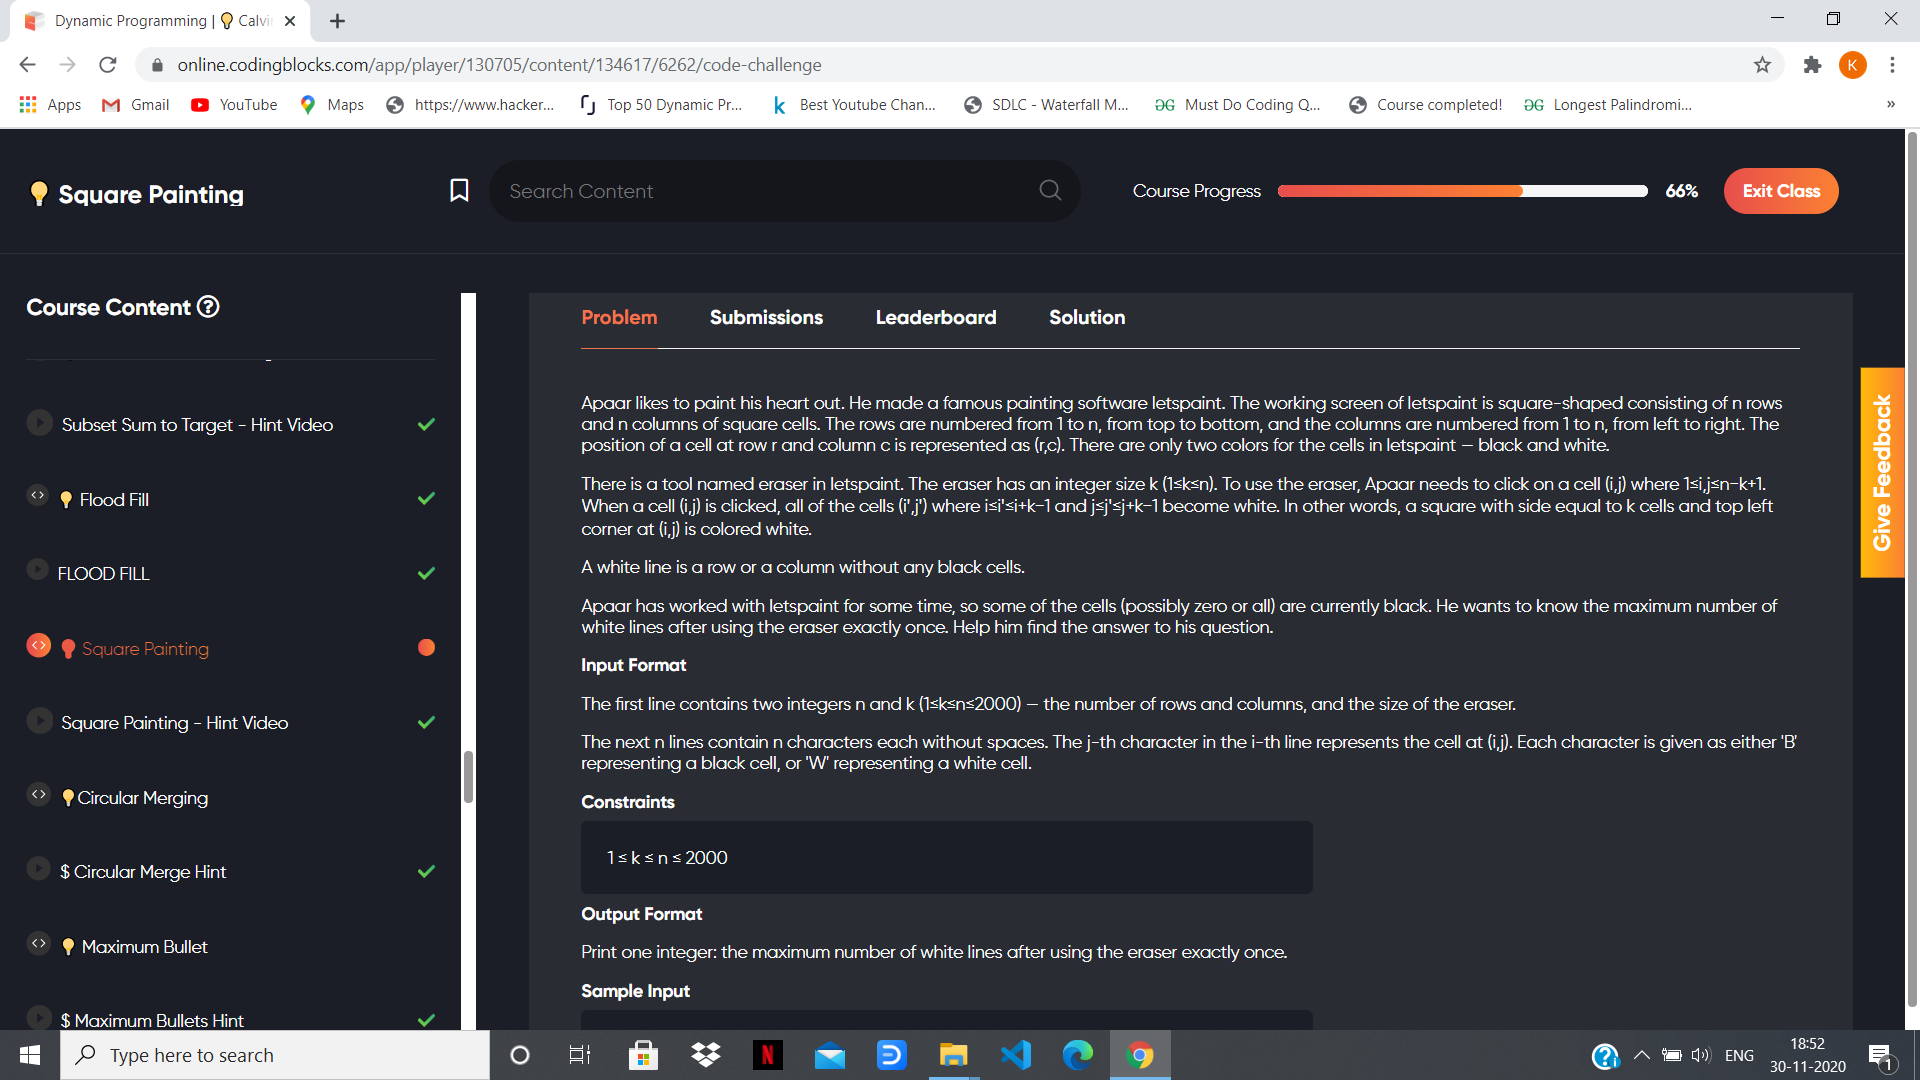 Dynamic Programming | Calvi
online.codingblocks.com/app/player/130705/content/134617/6262/code-challenge
K
Apps
Gmail
YouTube
Maps
https://www.hacker...
Top 50 Dynamic Pr...
Best Youtube Chan...
SDLC - Waterfall M...
Must Do Coding Q...
Course completed!
Longest Palindromi...
»
Square Painting
Search Content
Course Progress
66%
Exit Class
Course Content
Subset Sum to Target - Hint Video
Flood Fill
FLOOD FILL
Square Painting
Square Painting - Hint Video
Circular Merging
$ Circular Merge Hint
Maximum Bullet
$ Maximum Bullets Hint
Problem
Submissions
Leaderboard
Solution
Apaar likes to paint his heart out. He made a famous painting software letspaint. The working screen of letspaint is square-shaped consisting of n rows
and n columns of square cells. The rows are numbered from 1 to n, from top to bottom, and the columns are numbered from 1 to n, from left to right. The
position of a cell at row r and column c is represented as (r,c). There are only two colors for the cells in letspaint — black and white.
There is a tool named eraser in letspaint. The eraser has an integer size k (1≤k≤n). To use the eraser, Apaar needs to click on a cell (i,j) where 1≤i,j≤n−k+1.
When a cell (i,j) is clicked, all of the cells (i',j') where i≤i'≤i+k−1 and j≤j'≤j+k−1 become white. In other words, a square with side equal to k cells and top left
corner at (i,j) is colored white.
A white line is a row or a column without any black cells.
Apaar has worked with letspaint for some time, so some of the cells (possibly zero or all) are currently black. He wants to know the maximum number of
white lines after using the eraser exactly once. Help him find the answer to his question.
Input Format
The first line contains two integers n and k (1≤k≤n≤2000) — the number of rows and columns, and the size of the eraser.
The next n lines contain n characters each without spaces. The j-th character in the i-th line represents the cell at (i,j). Each character is given as either 'B'
representing a black cell, or 'W' representing a white cell.
Constraints
1 ≤ k ≤ n ≤ 2000
Output Format
Print one integer: the maximum number of white lines after using the eraser exactly once.
Sample Input
Give Feedback
Type here to search
ENG
18:52
30-11-2020
1